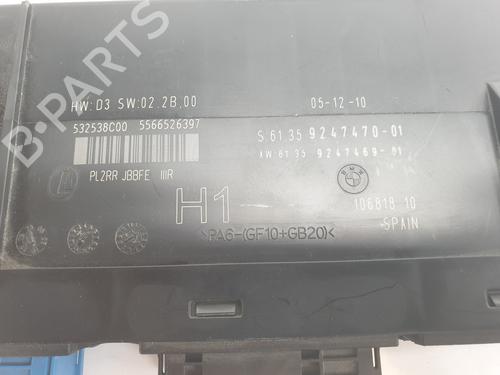 B-PARTS
HW:D3 SW:02.2B.00
05-12-10
532538C00 5566526397
S 61.35 9247470-01
XW 61 35 9247469-01
PL2RR JBBFE IIIR
BMW
H1
106818 10
>PA6-(GF10+GB20)<
SPAIN